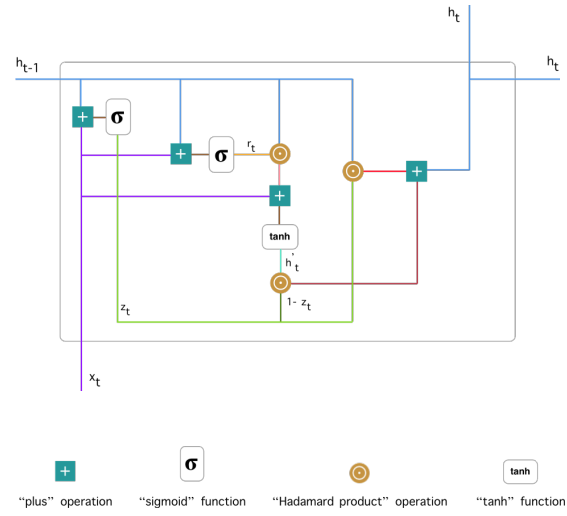 h_t
h_{t-1}
h_t
+
σ
r_t
+
σ
+
+
tanh
h'_t
1- z_t
z_t
x_t
+
σ
tanh
“plus” operation
“sigmoid” function
“Hadamard product” operation
“tanh” function